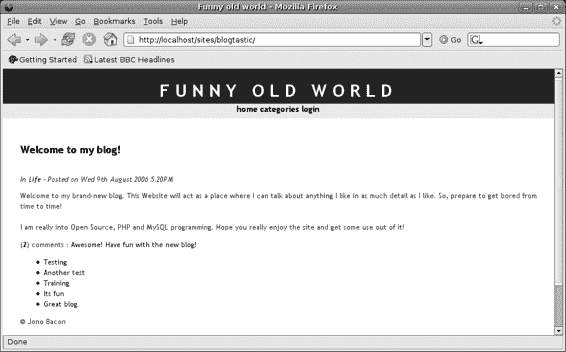 Funny old world - Mozilla Firefox
File Edit View Go Bookmarks Tools Help
http://localhost/sites/blogtastic/ Go G
Getting Started Latest BBC Headlines
FUNNY OLD WORLD
home categories login
Welcome to my blog!
In Life - Posted on Wed 9th August 2006 5.20PM
Welcome to my brand-new blog. This Website will act as a place where I can talk about anything I like in as much detail as I like. So, prepare to get bored from
time to time!
I am really into Open Source, PHP and MySQL programming. Hope you really enjoy the site and get some use out of it!
(2) comments : Awesome! Have fun with the new blog!
• Testing
• Another test
• Training
• Its fun
• Great blog
© Jono Bacon
Done